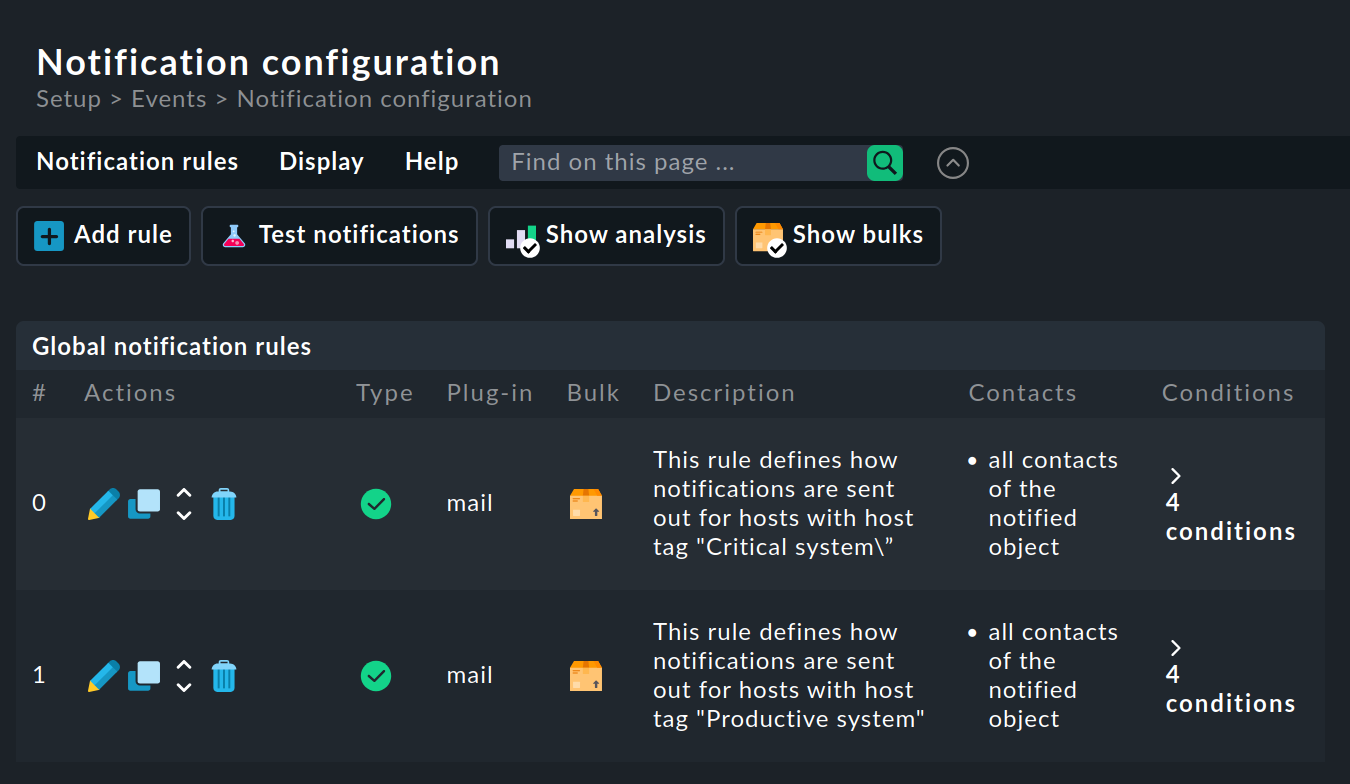 Notification configuration
Setup > Events > Notification configuration
Notification rules Display Help Find on this page ...
Add rule Test notifications Show analysis Show bulks
Global notification rules
# Actions Type Plug-in Bulk Description Contacts Conditions
This rule defines how
notifications are sent
out for hosts with host
tag "Critical system\”
0 mail
• all contacts
of the
notified
object
4
conditions
This rule defines how
notifications are sent
out for hosts with host
tag "Productive system"
1 mail
• all contacts
of the
notified
object
4
conditions